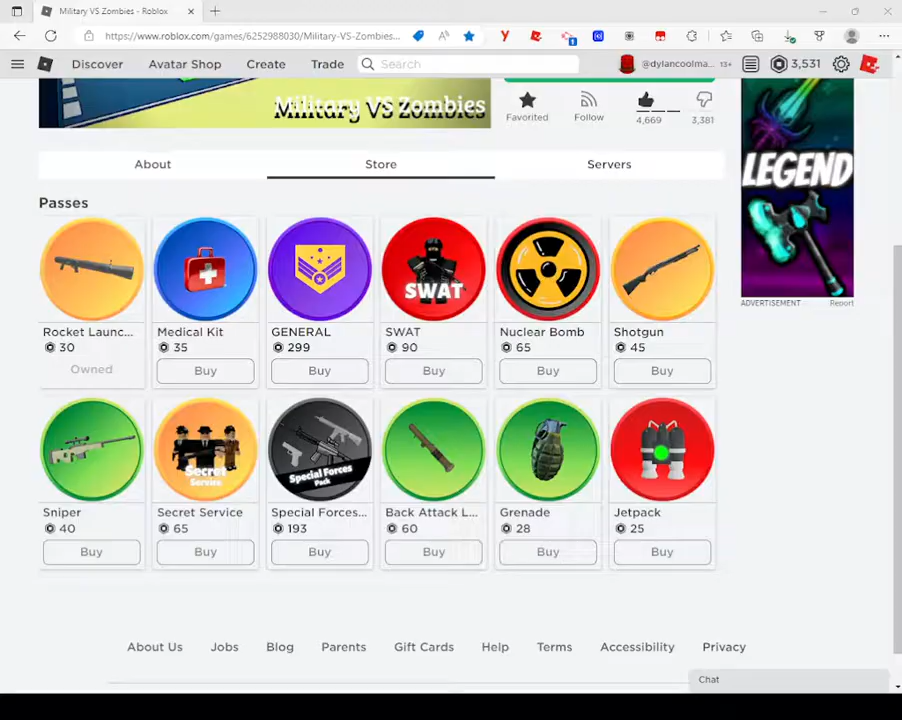 Military VS Zombies - Roblox
https://www.roblox.com/games/6252988030/Military-VS-Zombies...
Discover Avatar Shop Create Trade Search @dylancoolma... 13+ 3,531
Military VS Zombies
Favorited Follow 4,669 3,381
LEGEND
ADVERTISEMENT Report
About Store Servers
Passes
SWAT
Rocket Launc... Medical Kit GENERAL SWAT Nuclear Bomb Shotgun
30 35 299 90 65 45
Owned Buy Buy Buy Buy Buy
Secret
Service
Special Forces
Pack
Sniper Secret Service Special Forces... Back Attack L... Grenade Jetpack
40 65 193 60 28 25
Buy Buy Buy Buy Buy Buy
About Us Jobs Blog Parents Gift Cards Help Terms Accessibility Privacy
Chat